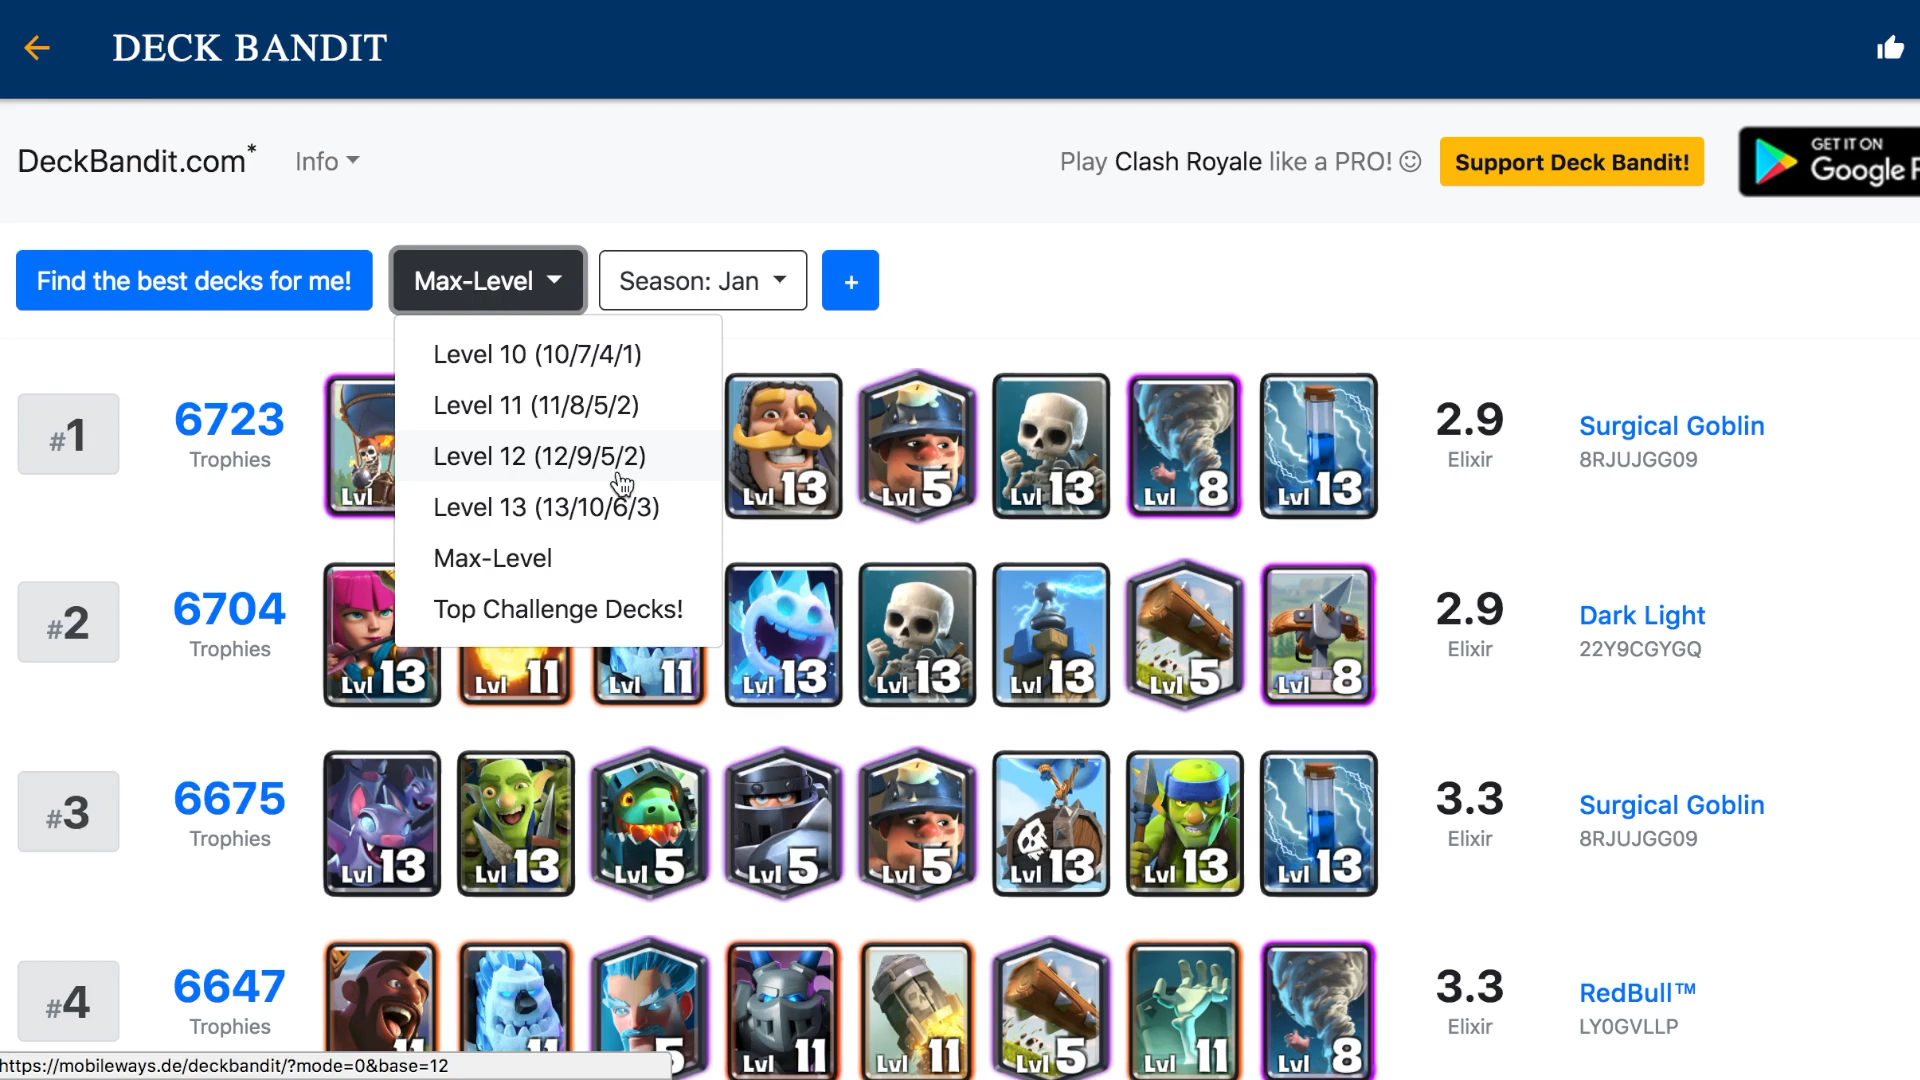 DECK BANDIT
DeckBandit.com*
Info
Play Clash Royale like a PRO!
Support Deck Bandit!
GET IT ON
Google
Find the best decks for me!
Max-Level
Season: Jan
+
Level 10 (10/7/4/1)
Level 11 (11/8/5/2)
Level 12 (12/9/5/2)
Level 13 (13/10/6/3)
Max-Level
Top Challenge Decks!
#1
6723
Trophies
Lvl
Lvl 13
Lvl 5
Lvl 13
Lvl 8
Lvl 13
2.9
Elixir
Surgical Goblin
8RJUJGG09
#2
6704
Trophies
Lvl 13
Lvl 11
Lvl 11
Lvl 13
Lvl 13
Lvl 13
Lvl 5
Lvl 8
2.9
Elixir
Dark Light
22Y9CGYGQ
#3
6675
Trophies
Lvl 13
Lvl 13
Lvl 5
Lvl 5
Lvl 5
Lvl 13
Lvl 13
Lvl 13
3.3
Elixir
Surgical Goblin
8RJUJGG09
#4
6647
Trophies
5
Lvl 11
Lvl 11
Lvl 5
Lvl 11
Lvl 8
3.3
Elixir
RedBull™
LY0GVLLP
https://mobileways.de/deckbandit/?mode=0&base=12